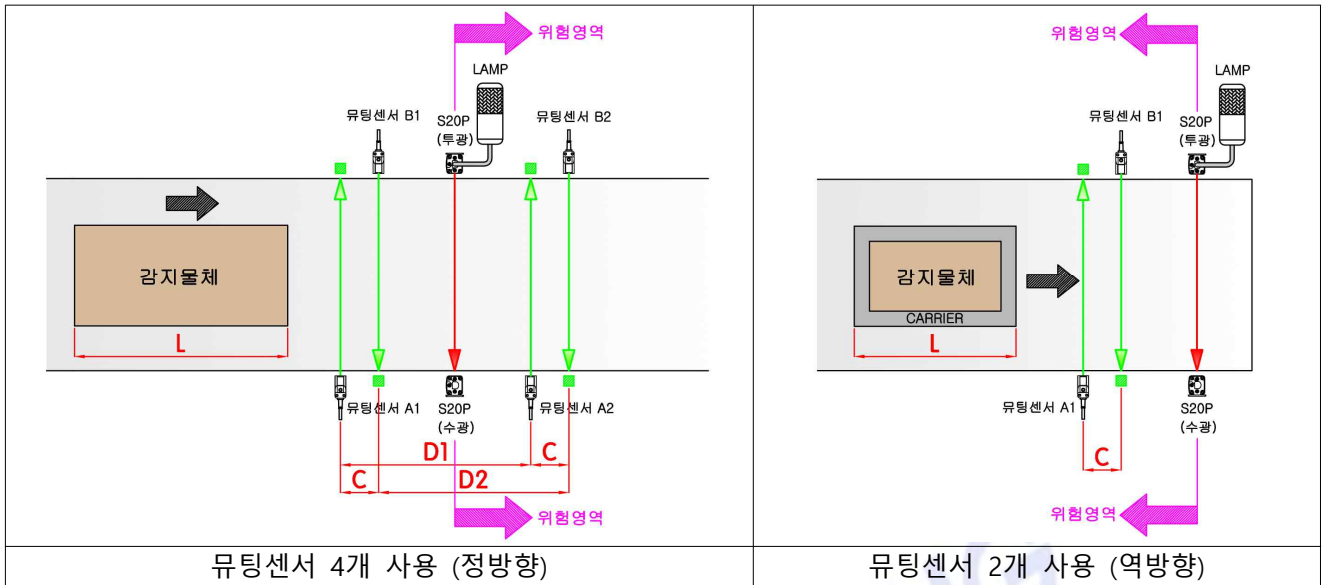 위험영역
LAMP
뮤팅센서 B1
S20P
(투광)
뮤팅센서 B2
감지물체
L
뮤팅센서 A1
S20P
(수광)
뮤팅센서 A2
D1
C
C
D2
위험영역
뮤팅센서 4개 사용 (정방향)
위험영역
LAMP
뮤팅센서 B1
S20P
(투광)
감지물체
CARRIER
L
뮤팅센서 A1
S20P
(수광)
C
위험영역
뮤팅센서 2개 사용 (역방향)